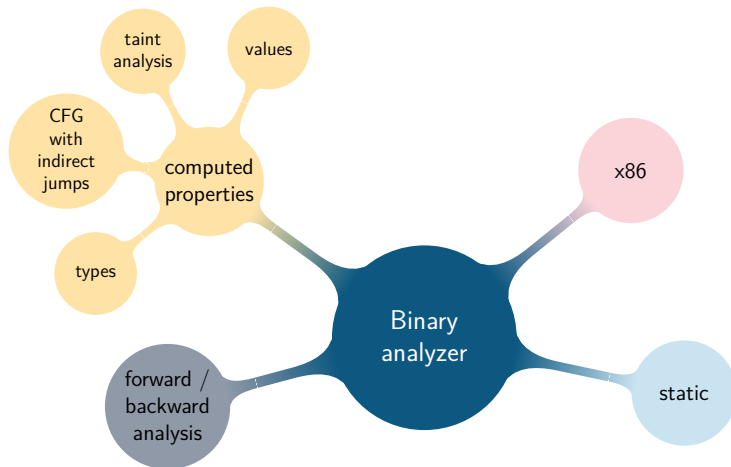 taint
analysis
values
CFG
with
indirect
jumps
computed
properties
types
x86
Binary
analyzer
forward /
backward
analysis
static